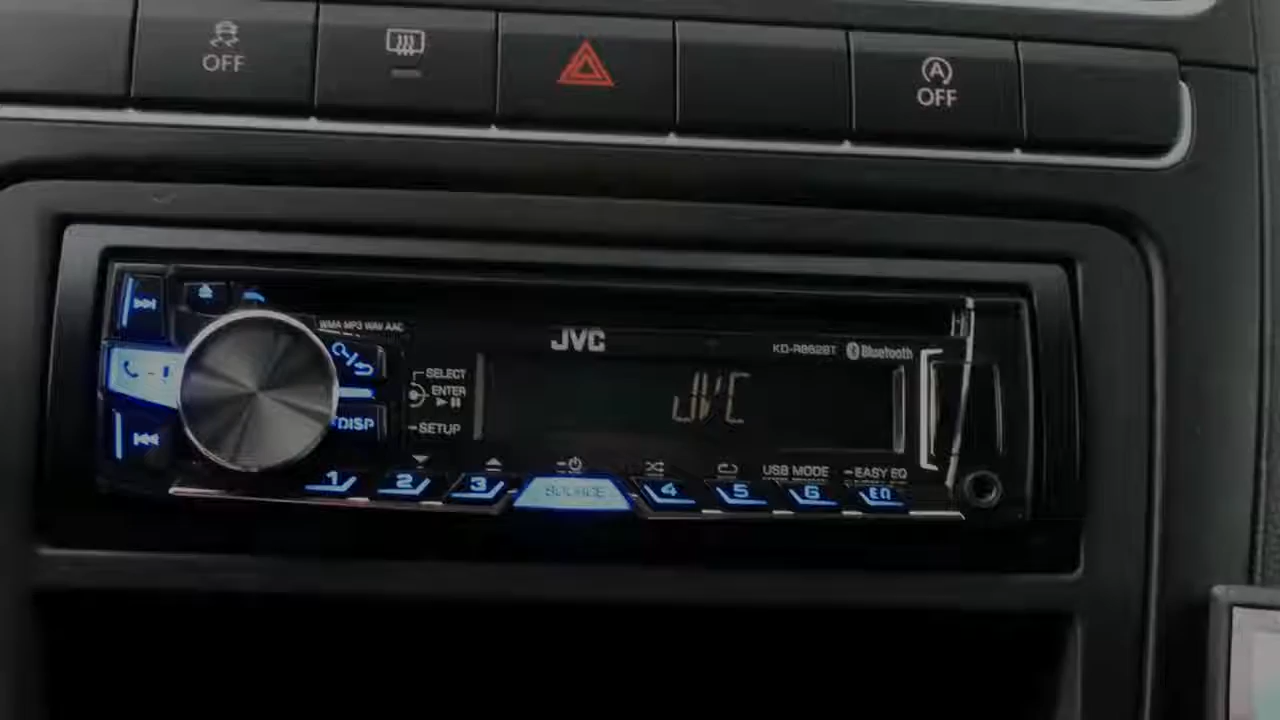 OFF
A
OFF
WMA MP3 WAV AAC
JVC
KD-R862BT Bluetooth
SELECT
ENTER
JVC
DISP
SETUP
USB MODE
EASY EQ
1
2
3
SOURCE
4
5
6
EQ